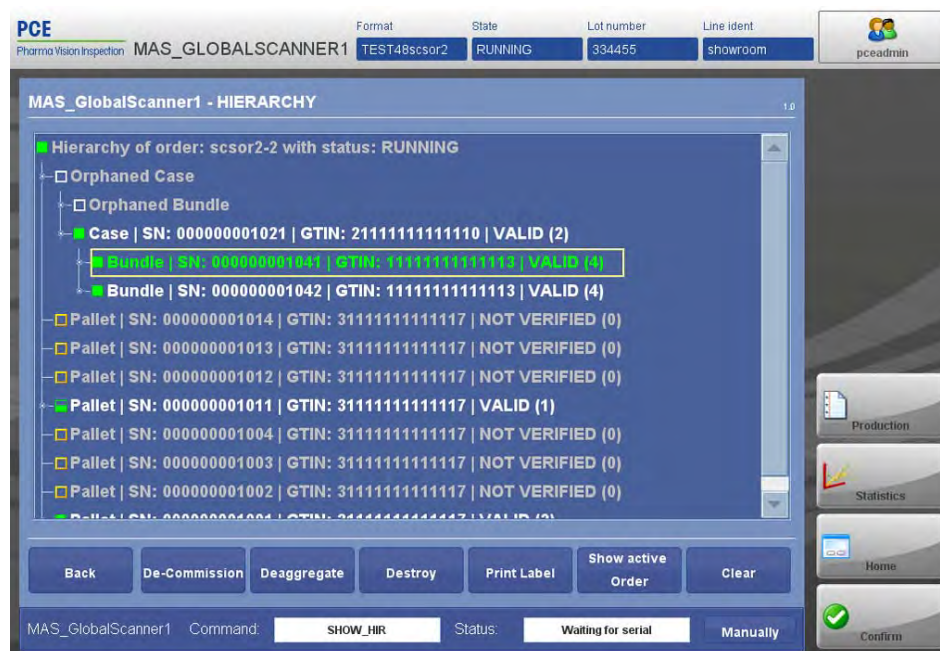 PCE
Pharma Vision Inspection
MAS_GLOBALSCANNER1
Format
State
Lot number
Line ident
TEST48scsor2
RUNNING
334455
showroom
pceadmin
MAS_GlobalScanner1 - HIERARCHY
1.0
Hierarchy of order: scsor2-2 with status: RUNNING
Orphaned Case
Orphaned Bundle
Case | SN: 000000001021 | GTIN: 21111111111110 | VALID (2)
Bundle | SN: 000000001041 | GTIN: 11111111111113 | VALID (4)
Bundle | SN: 000000001042 | GTIN: 11111111111113 | VALID (4)
Pallet | SN: 000000001014 | GTIN: 31111111111117 | NOT VERIFIED (0)
Pallet | SN: 000000001013 | GTIN: 31111111111117 | NOT VERIFIED (0)
Pallet | SN: 000000001012 | GTIN: 31111111111117 | NOT VERIFIED (0)
Pallet | SN: 000000001011 | GTIN: 31111111111117 | VALID (1)
Pallet | SN: 000000001004 | GTIN: 31111111111117 | NOT VERIFIED (0)
Pallet | SN: 000000001003 | GTIN: 31111111111117 | NOT VERIFIED (0)
Pallet | SN: 000000001002 | GTIN: 31111111111117 | NOT VERIFIED (0)
Pallet | SN: 000000001001 | GTIN: 31111111111117 | VALID
Production
Statistics
Home
Confirm
Back
De-Commission
Deaggregate
Destroy
Print Label
Show active
Order
Clear
MAS_GlobalScanner1
Command:
SHOW_HIR
Status:
Waiting for serial
Manually